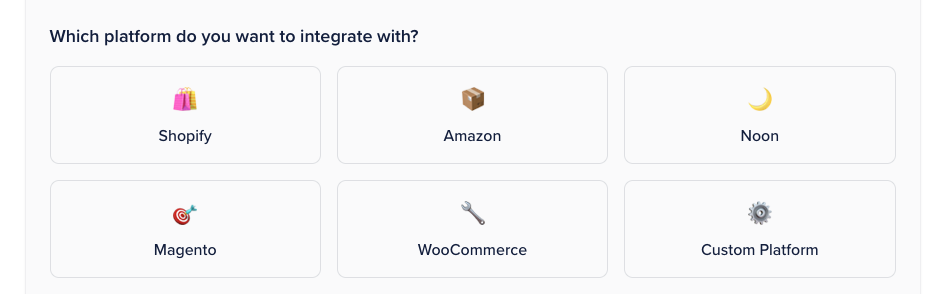 Which platform do you want to integrate with?
Shopify
Amazon
Noon
Magento
WooCommerce
Custom Platform